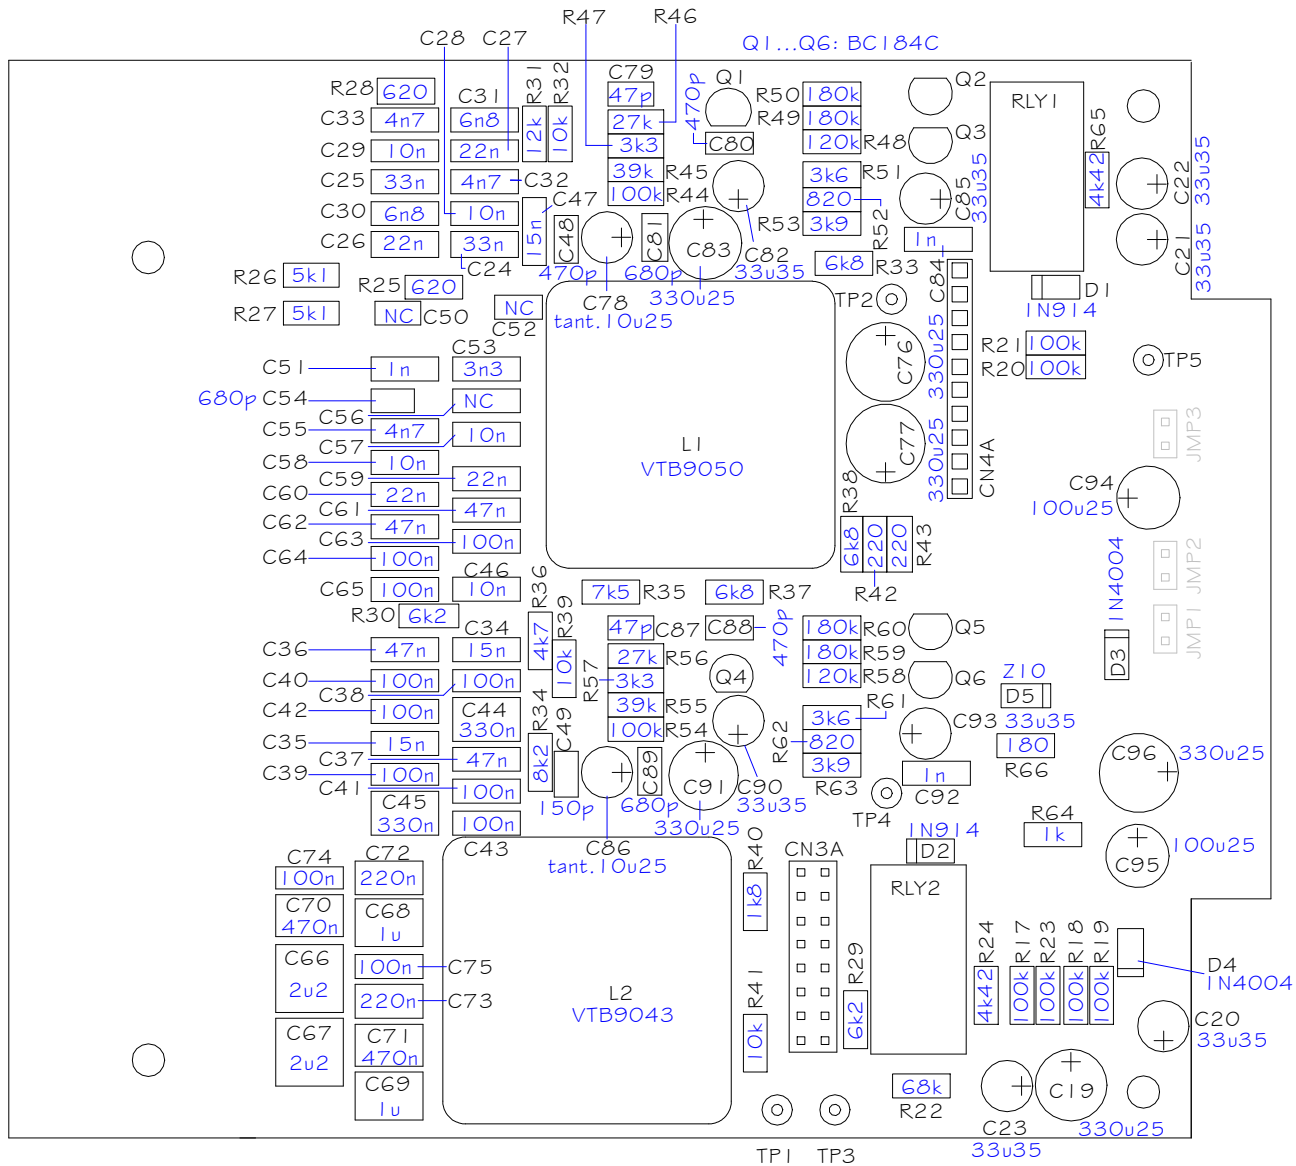 R47 R46
C28 C27 Q1...Q6: BC184C
R28 620 C31 R31 R32 C79 47p 470p Q1 R50 180k Q2 RLY1
C33 4n7 6n8 12k 10k 27k R49 180k R65
C29 10n 22n 3k3 C80 120k R48 Q3
C25 33n 4n7 C32 39k R45 3k6 R51 4k42 C22 33u35
C30 6n8 10n C47 100k R44 820 R52 C85 33u35
C26 22n 33n 15n C48 C81 C83 R53 3k9 1n C21 33u35
C24 470p 680p C82 33u35 6k8 R33 C84
R26 5k1 R25 620 C78 330u25 TP2 D1
R27 5k1 NC C50 NC C52 tant.10u25 1N914
C51 1n C53 3n3 C76 330u25 R21 100k TP5
680p C54 C56 NC R20 100k
C55 4n7 C57 10n L1 C77 330u25 JMP3
C58 10n C59 22n VTB9050 CN4A
C60 22n C61 47n R38 C94
C62 47n C63 100n 6k8 220 220 R43 100u25
C64 100n C46 R36 R42 1N4004 JMP2
C65 100n 10n R39 7k5 R35 6k8 R37
R30 6k2 C34 4k7 47p C87 C88 470p 180k R60 Q5 JMP1
C36 47n 15n 10k 27k R56 180k R59 D3
C40 100n C38 100n R57 3k3 Q4 120k R58 Q6 Z10
C42 100n C44 330n R34 C49 39k R55 3k6 R61 D5
C35 15n C37 47n 8k2 100k R54 R62 820 C93 33u35 180
C39 100n C41 100n C89 C91 C90 3k9 R63 1n R66 C96 330u25
C45 330n 100n 150p 680p 330u25 33u35 TP4 C92 R64 1k
C74 C72 C43 C86 R40 CN3A 1N914 D2 C95 100u25
100n 220n tant.10u25 1k8 RLY2
C70 470n C68 1u
C66 2u2 100n C75 L2 R41 R29 R24 R17 R23 R18 R19 D4
220n C73 VTB9043 6k2 4k42 100k 100k 100k 100k 1N4004
C67 2u2 C71 470n 10k C20 33u35
C69 1u 68k R22 C19
C23 33u35 330u25
TP1 TP3